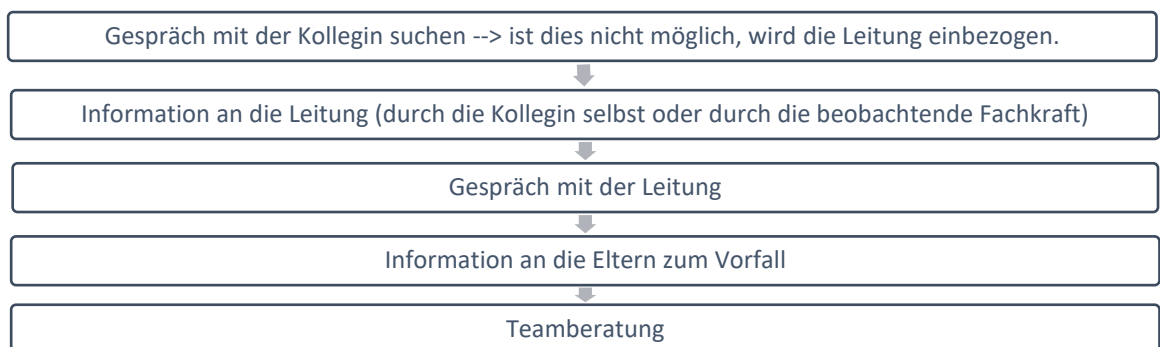 Gespräch mit der Kollegin suchen --> ist dies nicht möglich, wird die Leitung einbezogen.
Information an die Leitung (durch die Kollegin selbst oder durch die beobachtende Fachkraft)
Gespräch mit der Leitung
Information an die Eltern zum Vorfall
Teamberatung